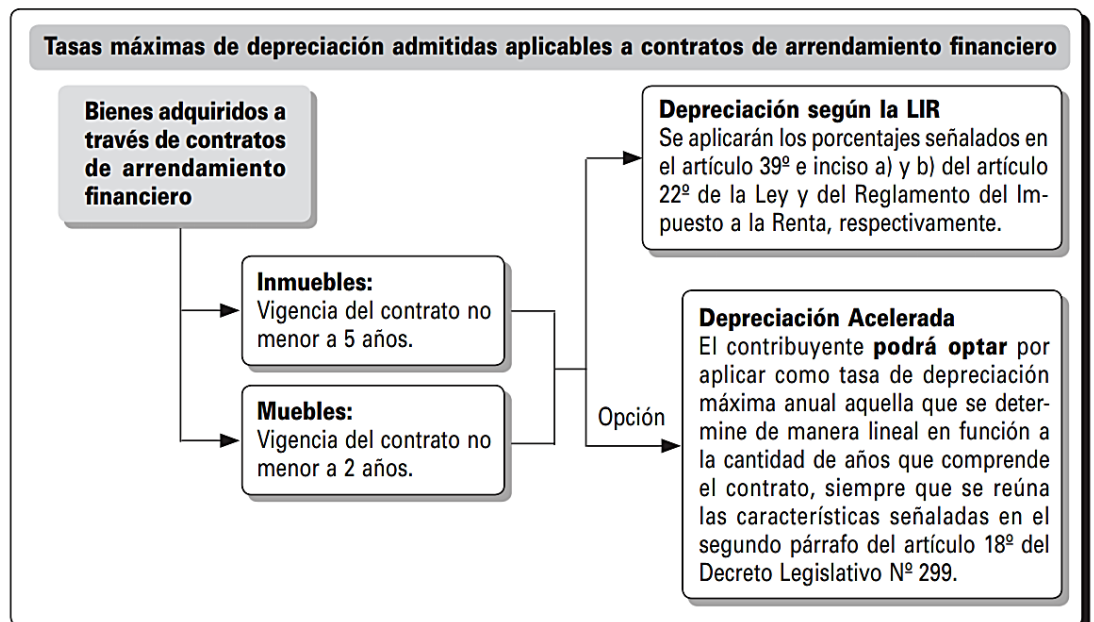 Tasas máximas de depreciación admitidas aplicables a contratos de arrendamiento financiero
Bienes adquiridos a
través de contratos
de arrendamiento
financiero
Inmuebles:
Vigencia del contrato no
menor a 5 años.
Muebles:
Vigencia del contrato no
menor a 2 años.
Depreciación según la LIR
Se aplicarán los porcentajes señalados en
el artículo 39º e inciso a) y b) del artículo
22º de la Ley y del Reglamento del Im-
puesto a la Renta, respectivamente.
Opción
Depreciación Acelerada
El contribuyente podrá optar por
aplicar como tasa de depreciación
máxima anual aquella que se deter-
mine de manera lineal en función a
la cantidad de años que comprende
el contrato, siempre que se reúna
las características señaladas en el
segundo párrafo del artículo 18º del
Decreto Legislativo Nº 299.